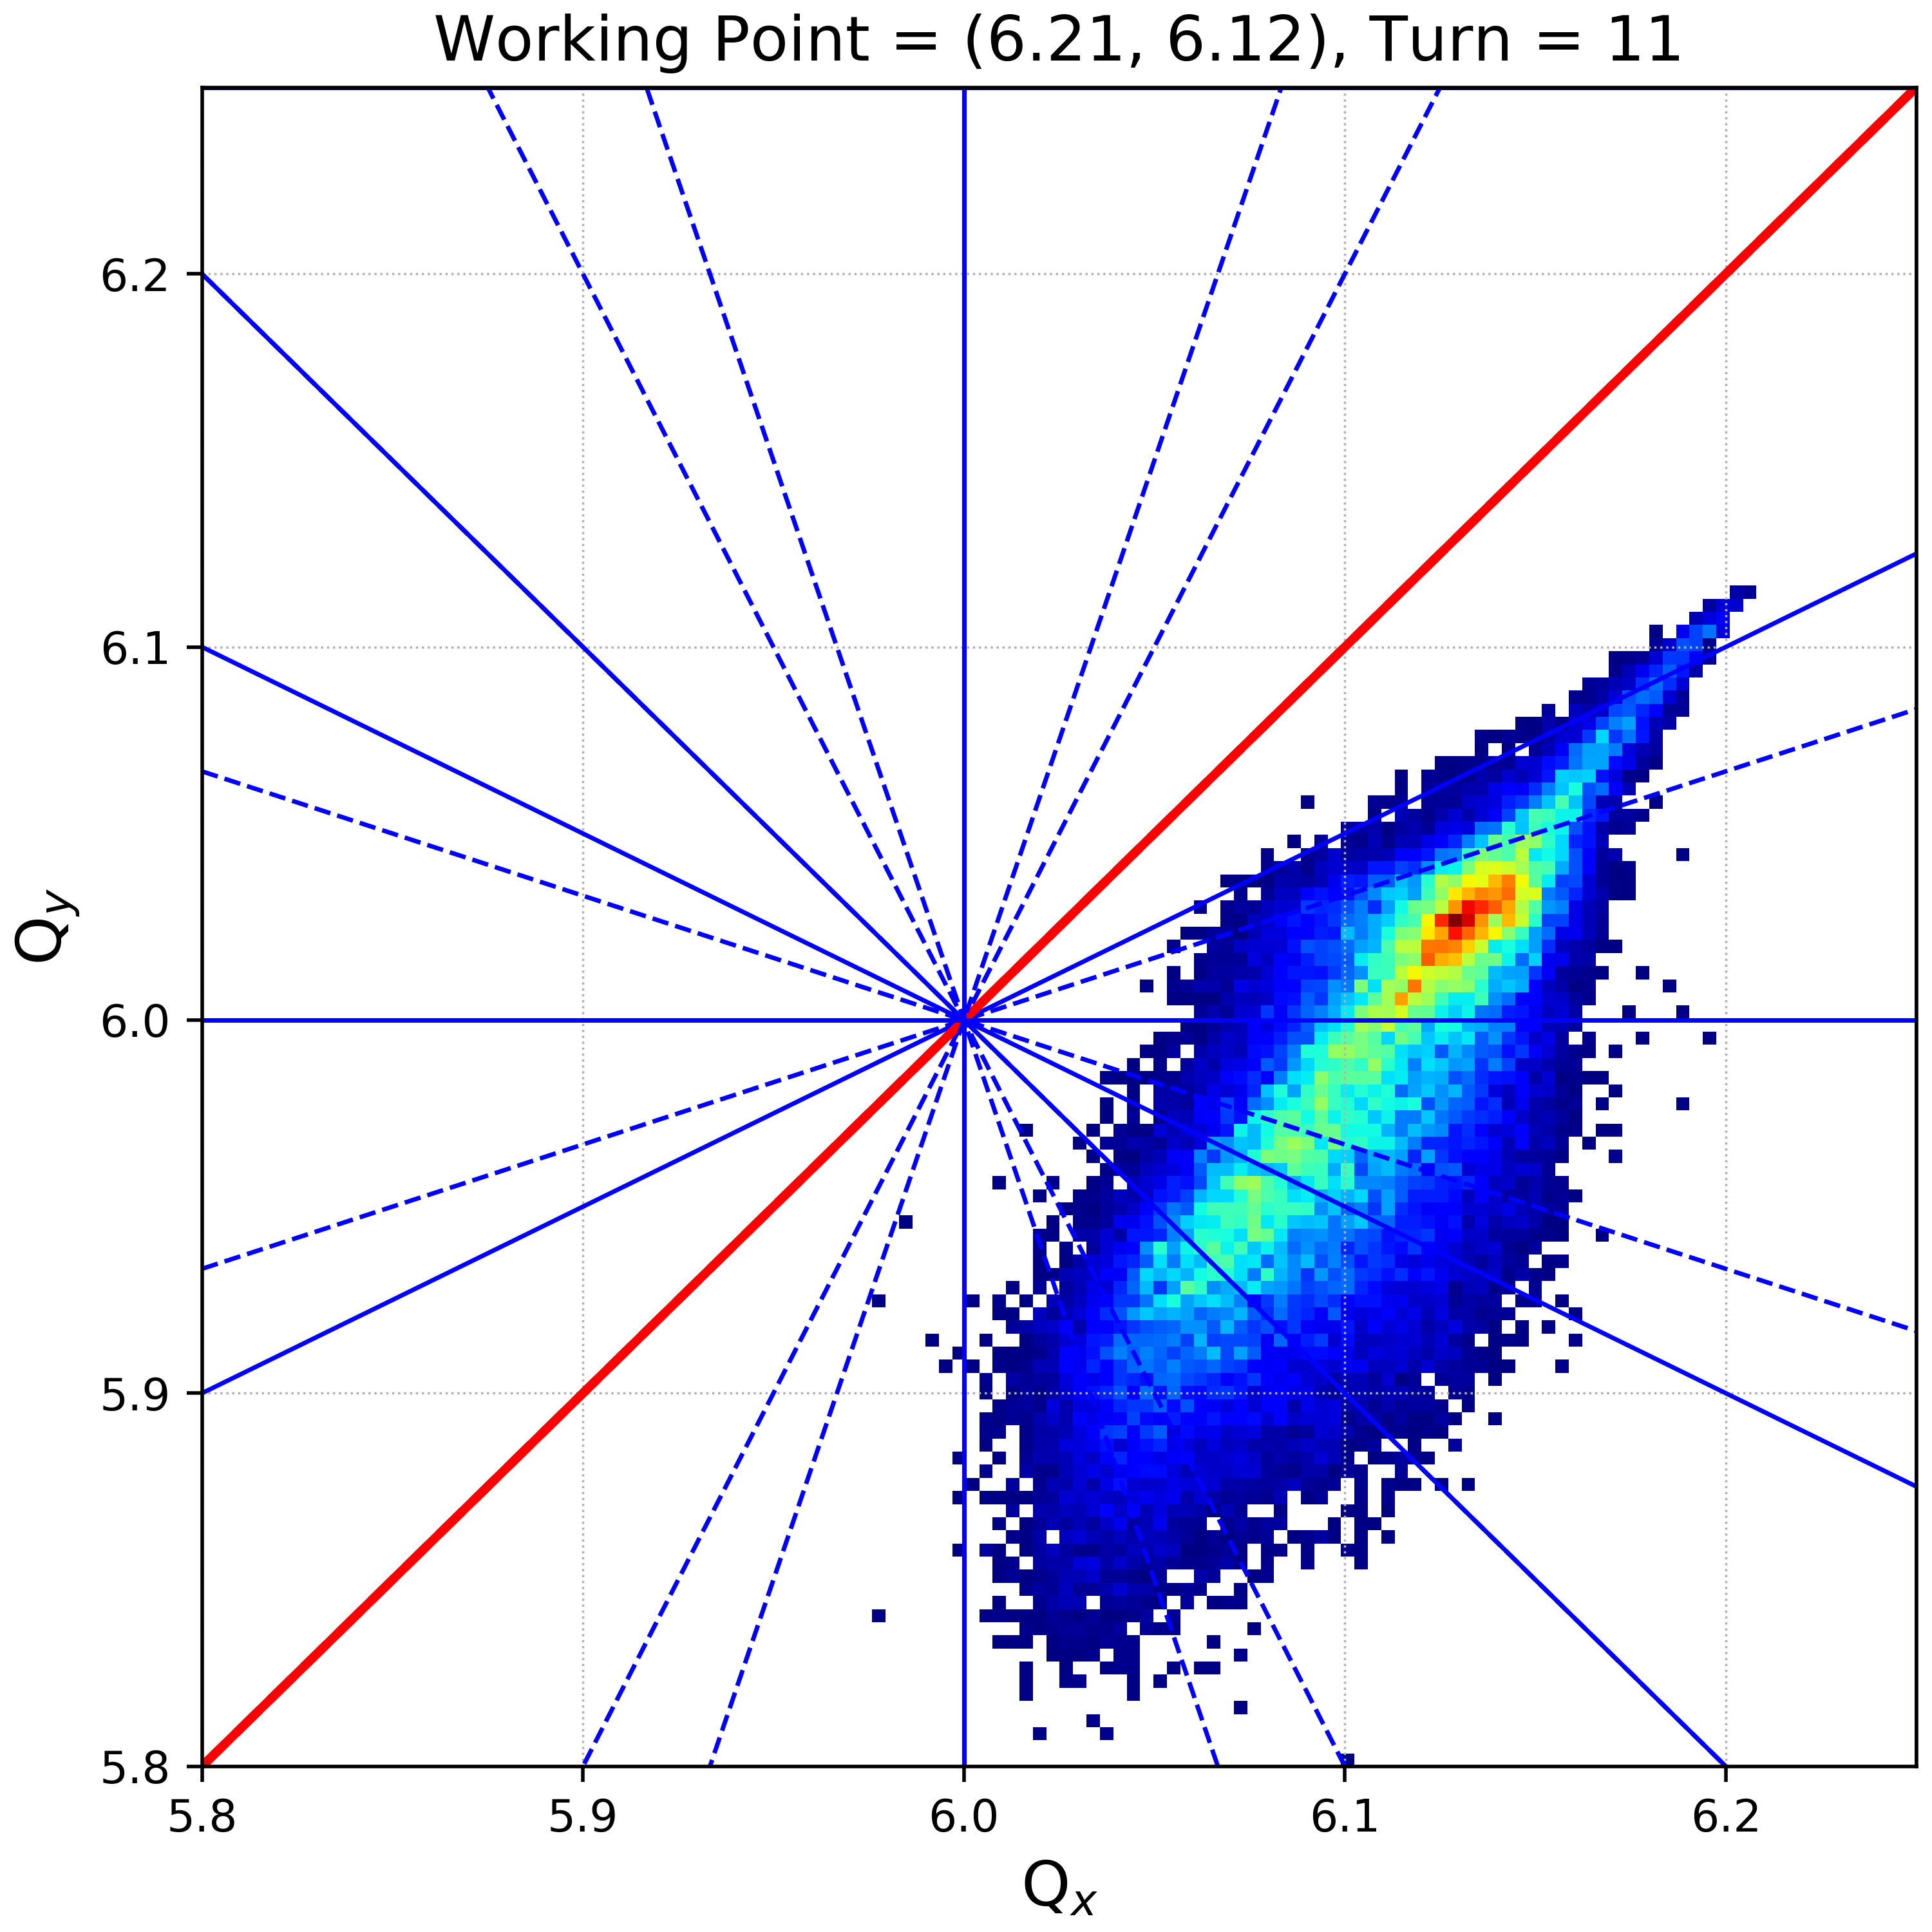 Working Point = (6.21, 6.12), Turn = 11
6.2
6.1
6.0
5.9
5.8
Qy
5.8 5.9 6.0 6.1 6.2
Qx